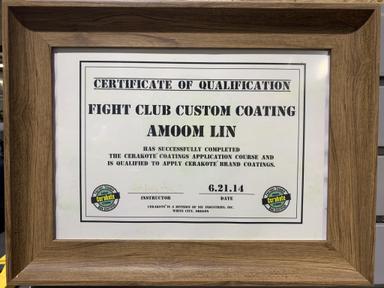 CERTIFICATE OF QUALIFICATION
FIGHT CLUB CUSTOM COATING
AMOOM LIN
HAS SUCCESSFULLY COMPLETED
THE CERAKOTE COATINGS APPLICATION COURSE AND
IS QUALIFIED TO APPLY CERAKOTE BRAND COATINGS.
6.21.14
INSTRUCTOR DATE
Cerakote Cerakote
CERAKOTE IS A DIVISION OF NIC INDUSTRIES, INC.
WHITE CITY, OREGON